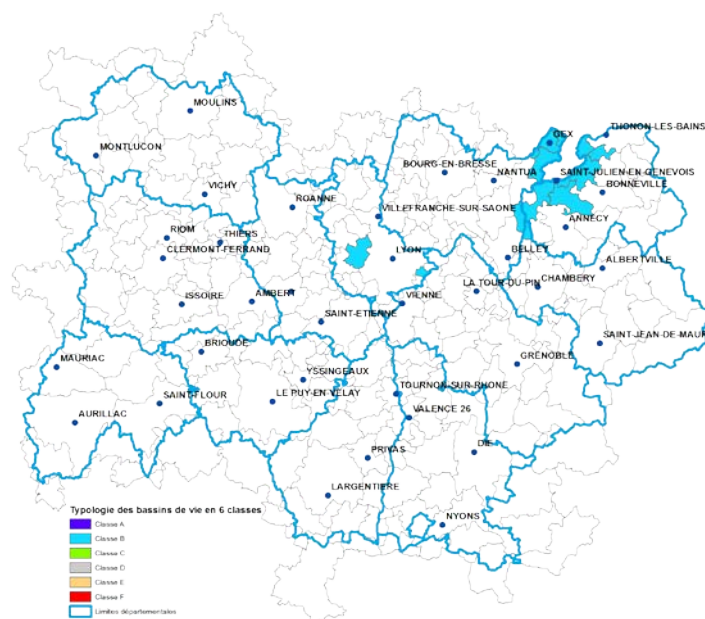 MOULINS
THONON-LES-BAINS
GEX
MONTLUCON
BOURG-EN-BRESSE
NANTUA
SAINT-JULIEN-EN-GENEVOIS
BONNEVILLE
VICHY
ROANNE
VILLEFRANCHE-SUR-SAONE
ANNECY
RIOM
THIERS
CLERMONT-FERRAND
LYON
BELLEY
ALBERTVILLE
CHAMBERY
LA TOUR-DU-PIN
ISSOIRE
AMBERT
VIENNE
SAINT-ETIENNE
SAINT-JEAN-DE-MAUR
BRIOUDE
MAURIAC
GRENOBLE
YSSINGEAUX
TOURNON-SUR-RHONE
SAINT-FLOUR
LE PUY-EN-VELAY
AURILLAC
VALENCE 26
PRIVAS
DIE
LARGENTIERE
NYONS
Typologie des bassins de vie en 6 classes
Classe A
Classe B
Classe C
Classe D
Classe E
Classe F
Limites départementales